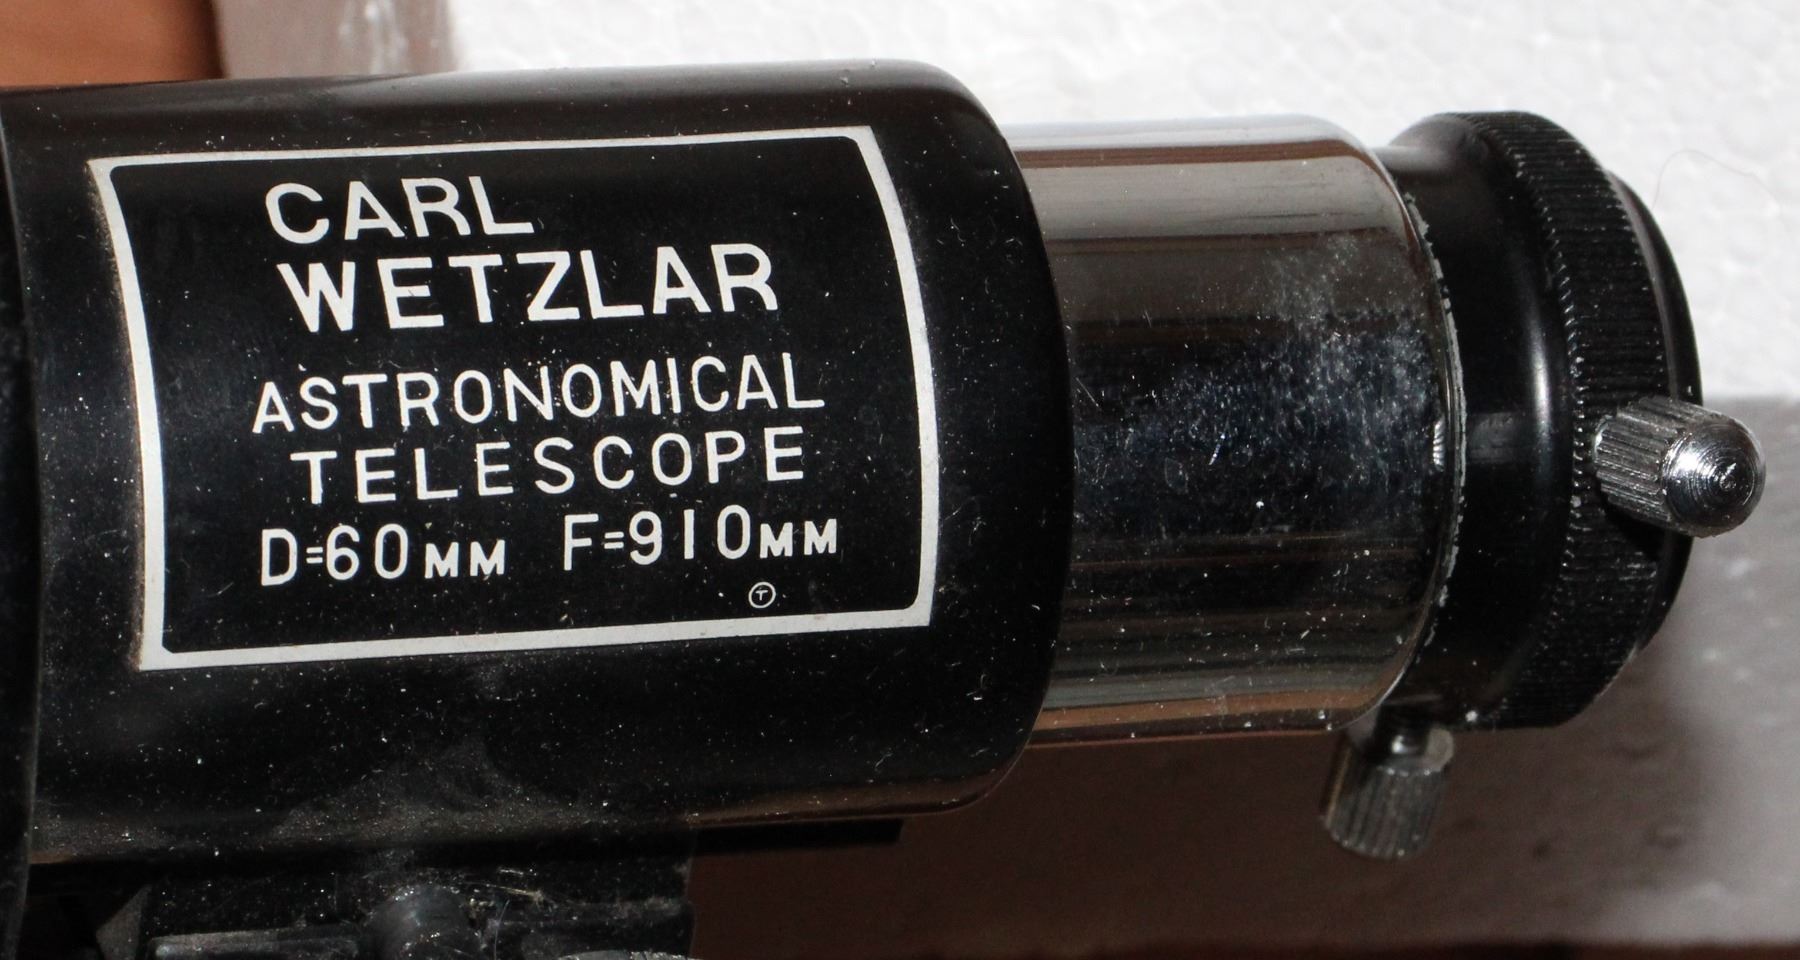 CARL
WETZLAR
ASTRONOMICAL
TELESCOPE
D=60MM F=910MM
T